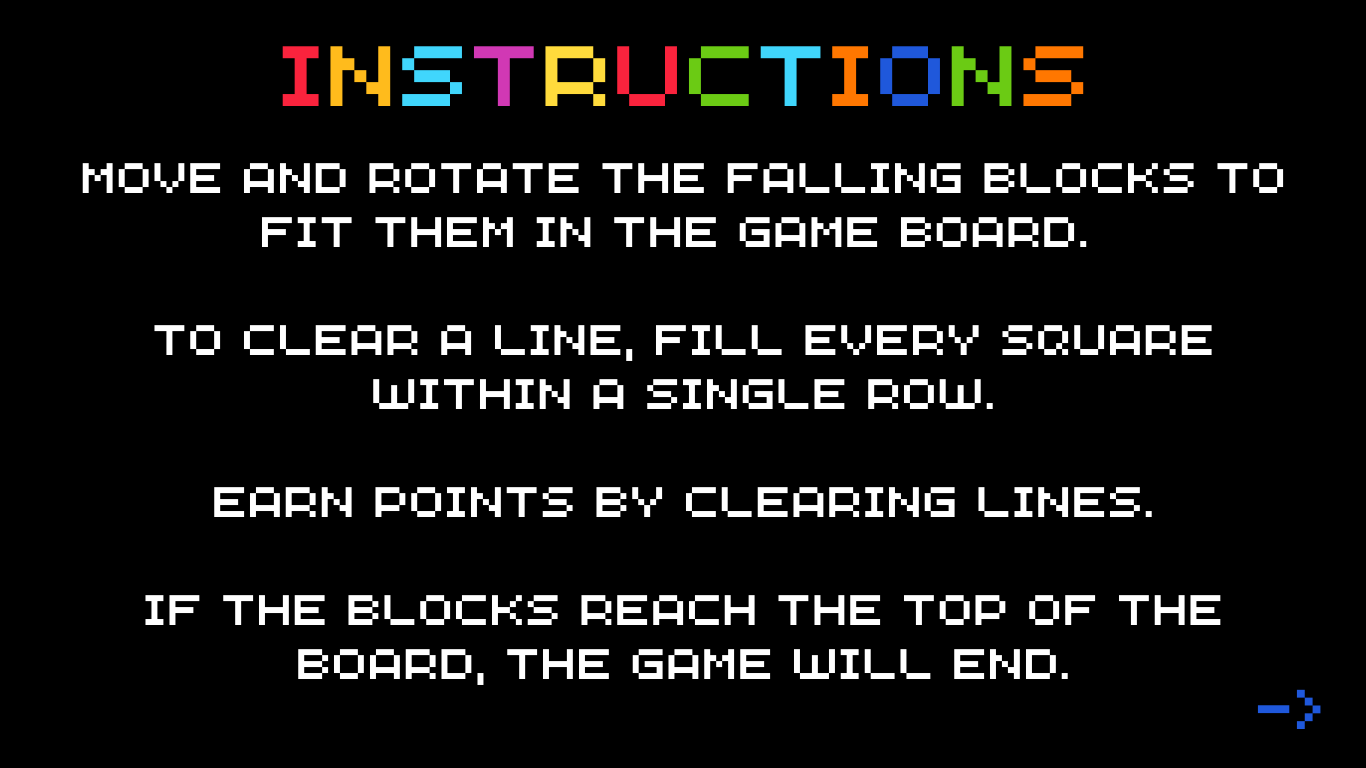 INSTRUCTIONS
MOVE AND ROTATE THE FALLING BLOCKS TO
FIT THEM IN THE GAME BOARD.
TO CLEAR A LINE, FILL EVERY SQUARE
WITHIN A SINGLE ROW.
EARN POINTS BY CLEARING LINES.
IF THE BLOCKS REACH THE TOP OF THE
BOARD, THE GAME WILL END.